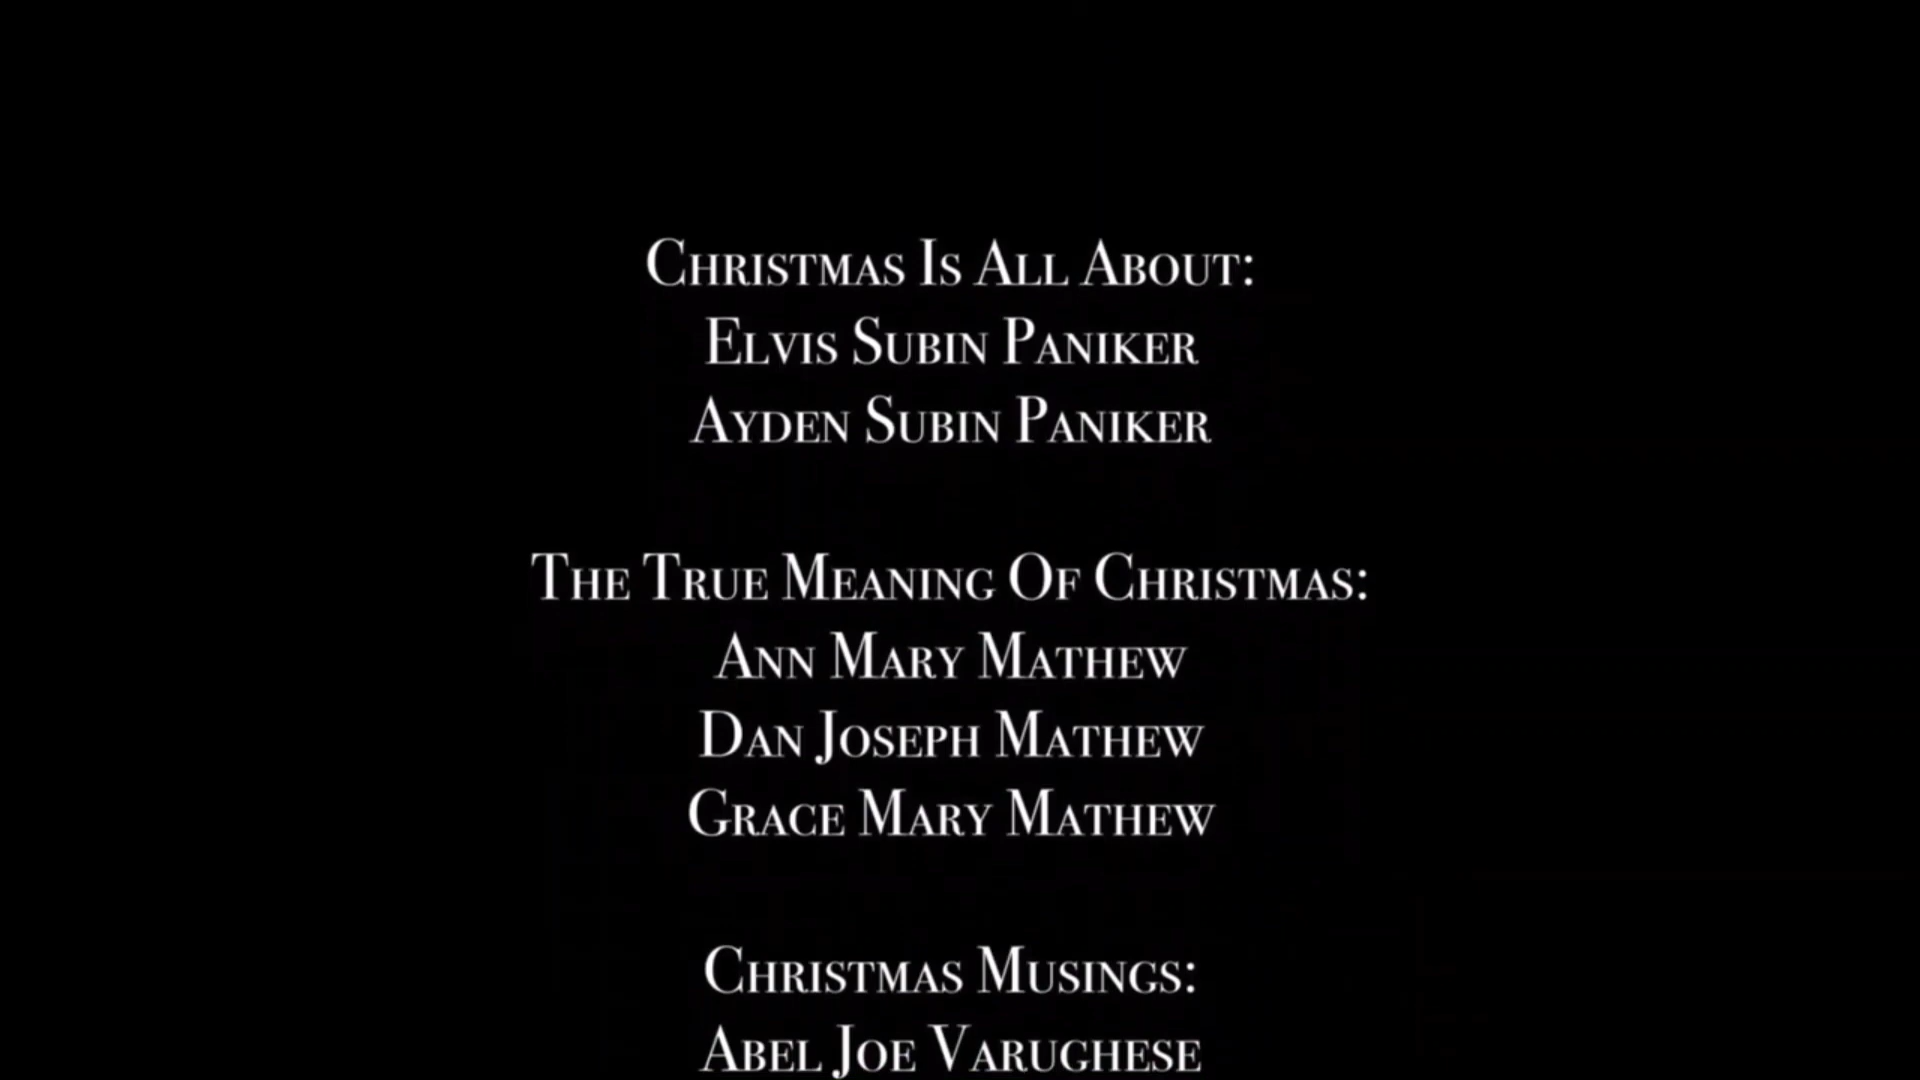 Christmas Is All About:
Elvis Subin Paniker
Ayden Subin Paniker
The True Meaning Of Christmas:
Ann Mary Mathew
Dan Joseph Mathew
Grace Mary Mathew
Christmas Musings:
Abel Joe Varughese